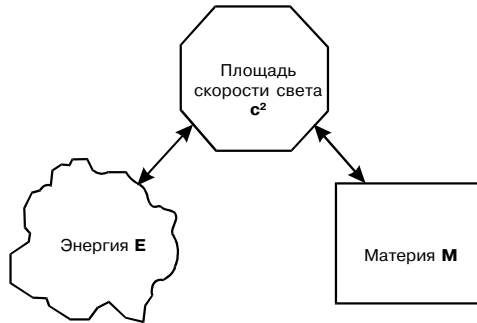 Площадь
скорости света
c²
Энергия E
Материя M